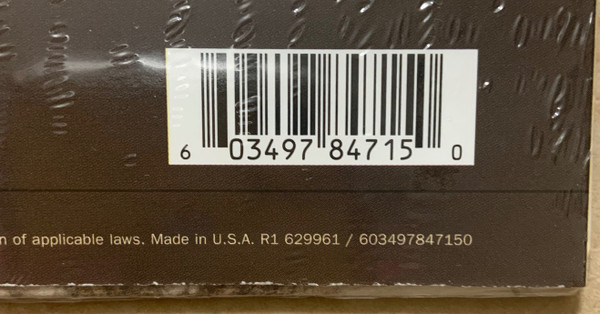 6 03497 84715 0
n of applicable laws. Made in U.S.A. R1 629961 / 603497847150